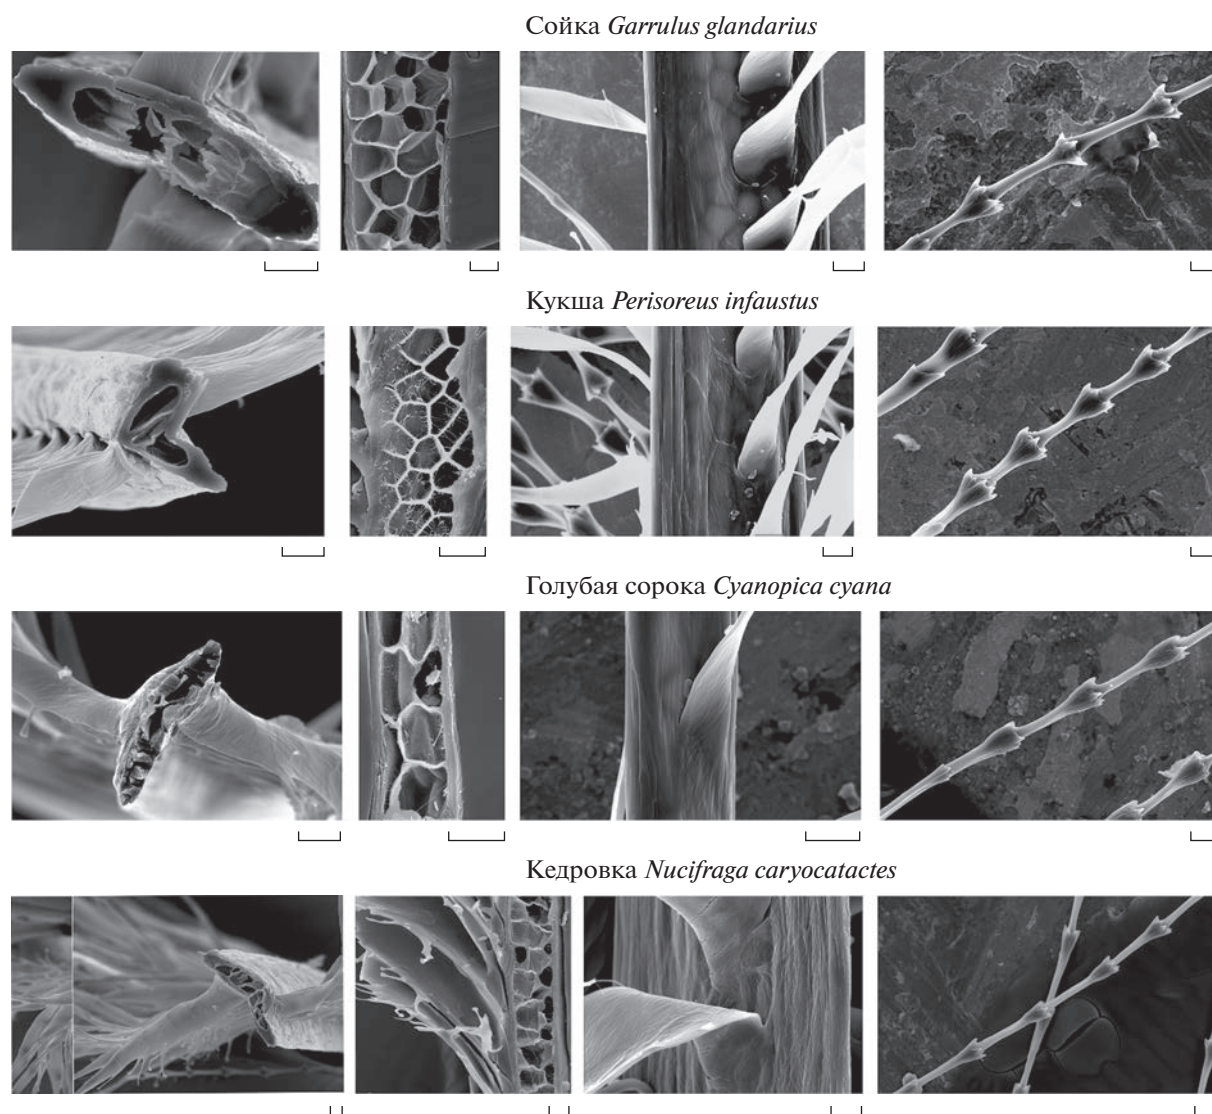 Сойка Garrulus glandarius
Кукша Perisoreus infaustus
Голубая сорока Cyanopica cyana
Кедровка Nucifraga caryocatactes